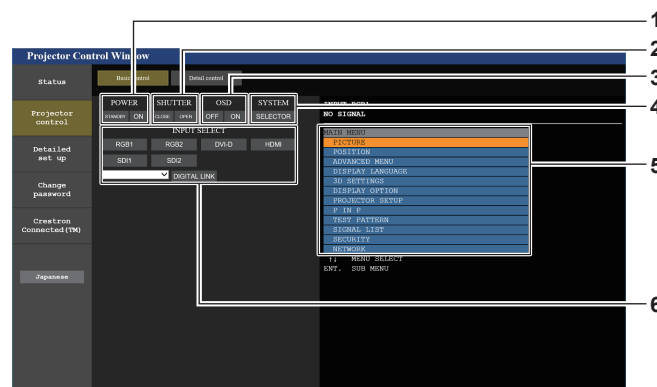 1
Projector Control Window
2
Status
Basic control
Detail control
3
POWER
SHUTTER
OSD
SYSTEM
4
STANDBY
ON
CLOSE
OPEN
OFF
ON
SELECTOR
INPUT RGB1
NO SIGNAL
Projector control
INPUT SELECT
RGB1
RGB2
DVI-D
HDMI
SDI1
SDI2
DIGITAL LINK
MAIN MENU
PICTURE
POSITION
ADVANCED MENU
DISPLAY LANGUAGE
3D SETTINGS
DISPLAY OPTION
PROJECTOR SETUP
P IN P
TEST PATTERN
SIGNAL LIST
SECURITY
NETWORK
↑↓ MENU SELECT
ENT. SUB MENU
5
Detailed
set up
Change
password
Crestron
Connected(TM)
Japanese
6